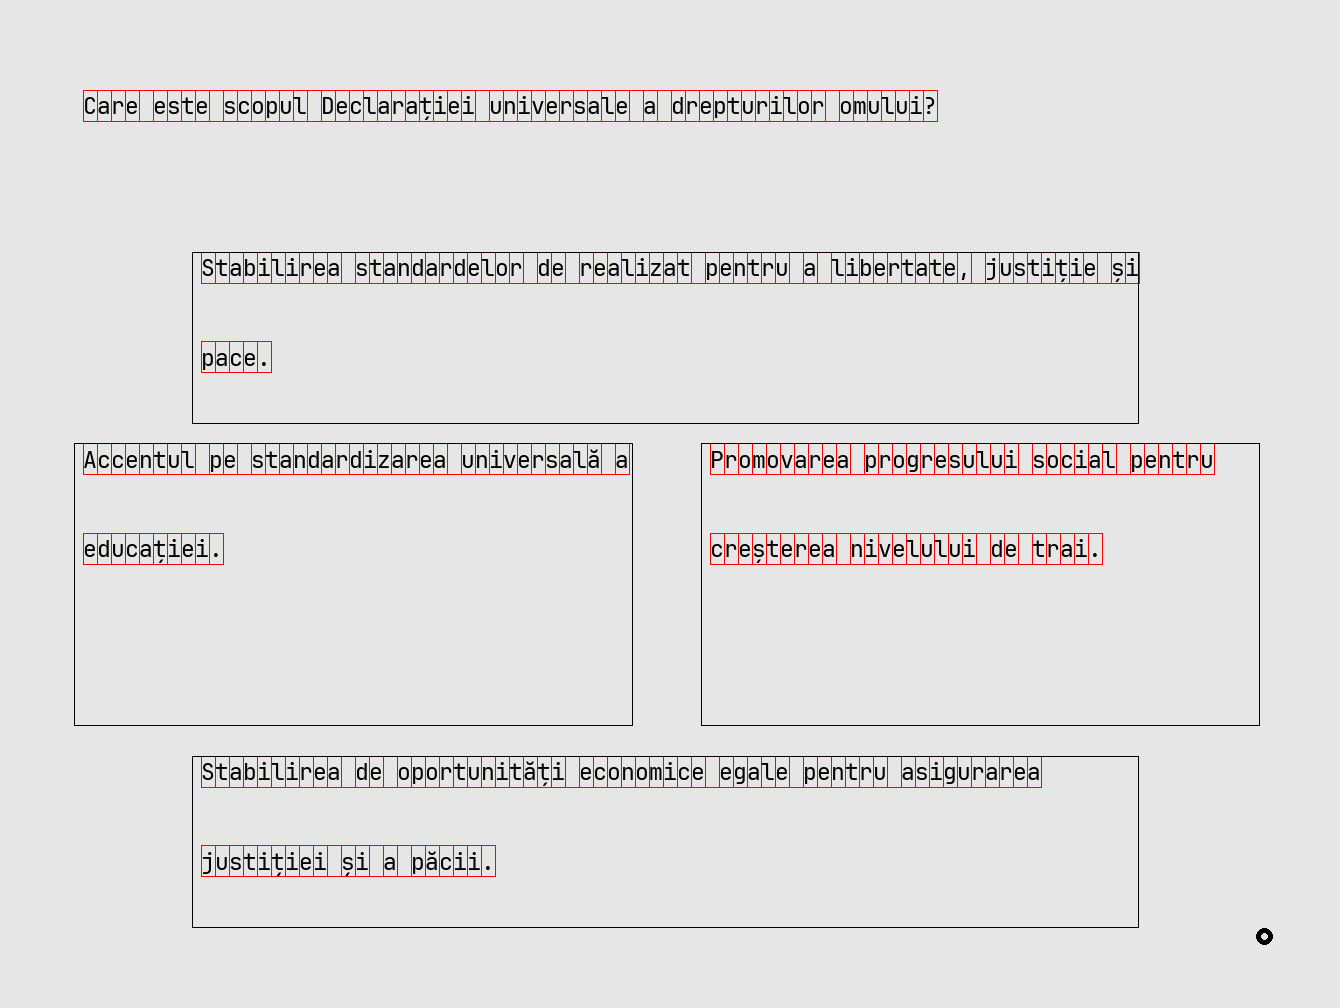 Care este scopul Declarației universale a drepturilor omului?
Stabilirea standardelor de realizat pentru a libertate, justiție și
pace.
Accentul pe standardizarea universală a
educației.
Promovarea progresului social pentru
creșterea nivelului de trai.
Stabilirea de oportunități economice egale pentru asigurarea
justiției și a păcii.